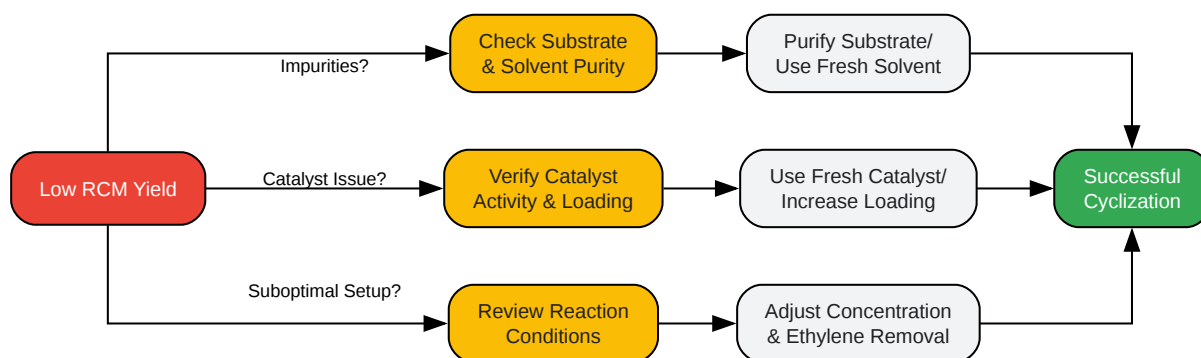 Check Substrate
& Solvent Purity
Purify Substrate/
Use Fresh Solvent
Impurities?
Low RCM Yield
Catalyst Issue?
Verify Catalyst
Activity & Loading
Use Fresh Catalyst/
Increase Loading
Successful
Cyclization
Suboptimal Setup?
Review Reaction
Conditions
Adjust Concentration
& Ethylene Removal